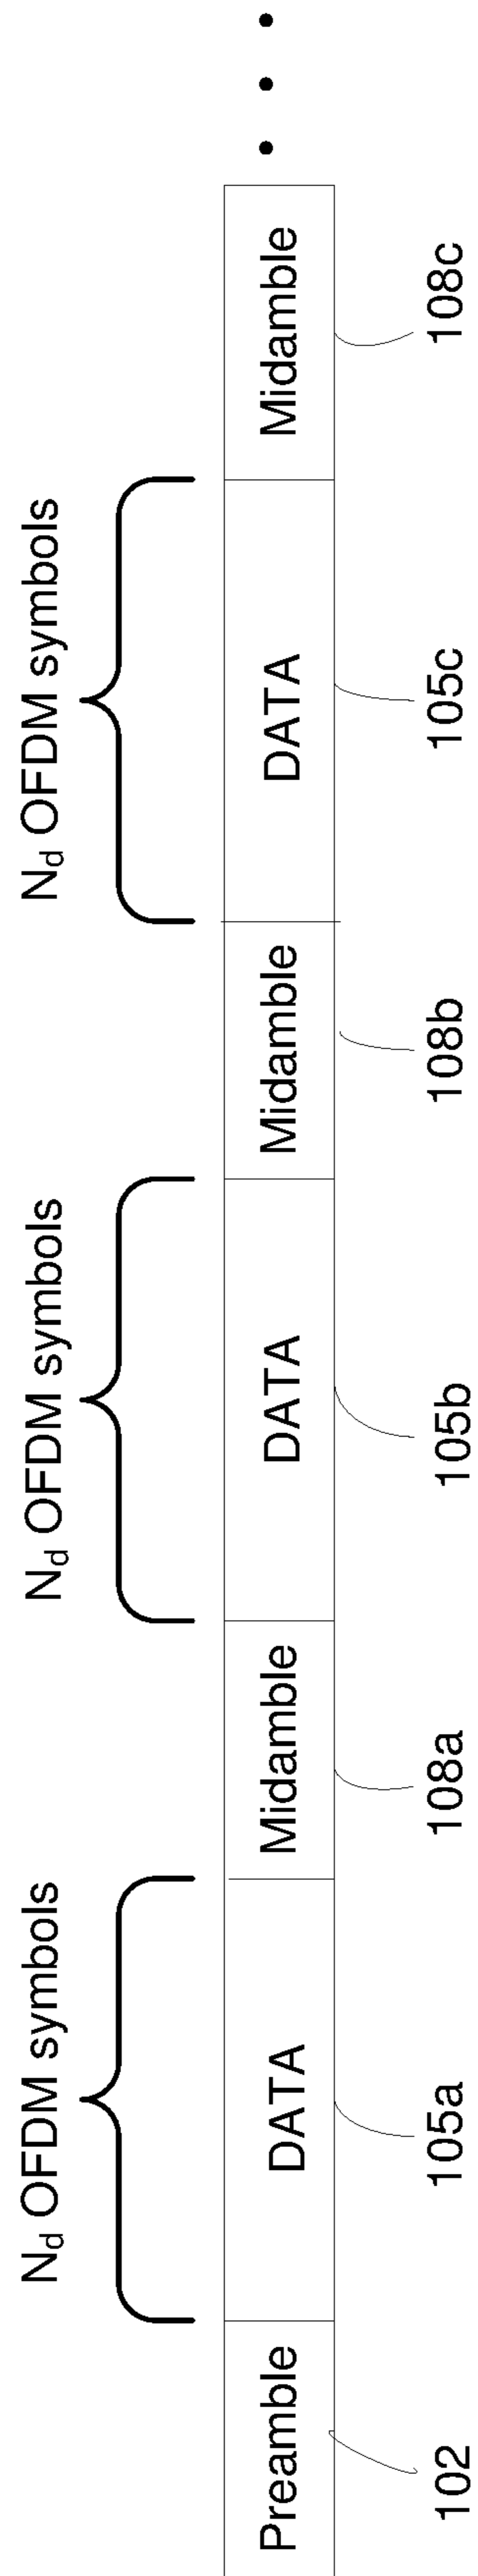 N_d OFDM symbols
N_d OFDM symbols
N_d OFDM symbols
Preamble
DATA
Midamble
DATA
Midamble
DATA
Midamble
102
105a
108a
105b
108b
105c
108c